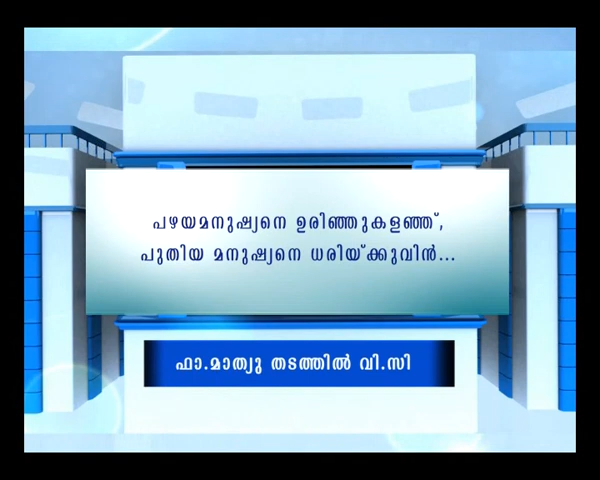 പഴയമനുഷ്യനെ ഉരിഞ്ഞുകളഞ്ഞ്,
പുതിയ മനുഷ്യനെ ധരിയ്ക്കുവിൻ...
ഫാ.മാത്യു തടത്തിൽ വി.സി